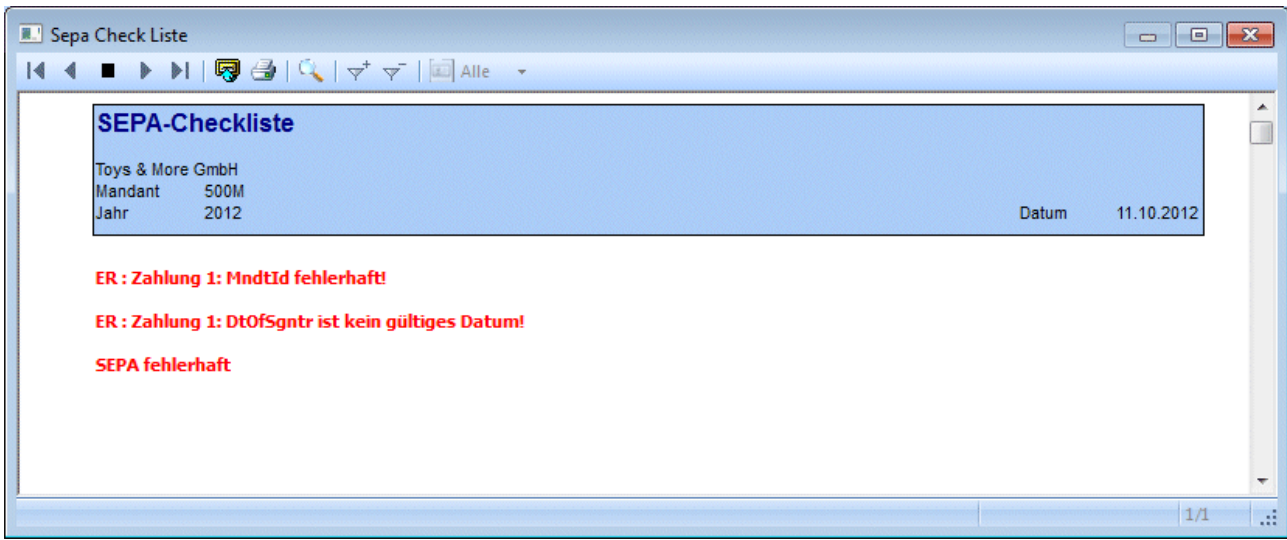 Sepa Check Liste
Alle
SEPA-Checkliste
Toys & More GmbH
Mandant 500M
Jahr 2012 Datum 11.10.2012
ER : Zahlung 1: MndtId fehlerhaft!
ER : Zahlung 1: DtOfSgntr ist kein gültiges Datum!
SEPA fehlerhaft
1/1